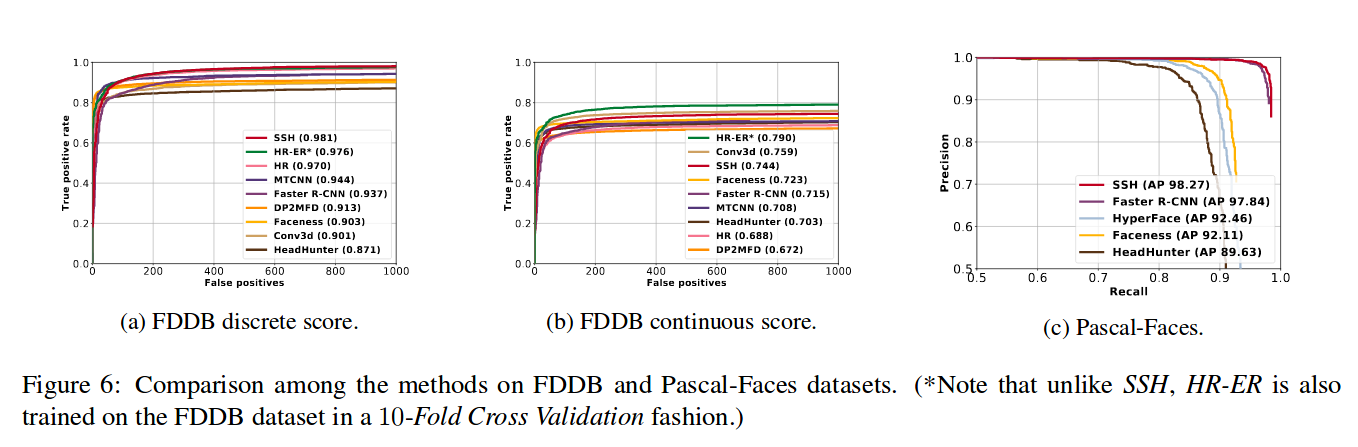 1.0
0.8
0.6
0.4
0.2
0.0
True positive rate
0 200 400 600 800 1000
False positives
SSH (0.981)
HR-ER* (0.976)
HR (0.970)
MTCNN (0.944)
Faster R-CNN (0.937)
DP2MFD (0.913)
Faceness (0.903)
Conv3d (0.901)
HeadHunter (0.871)
(a) FDDB discrete score.
1.0
0.8
0.6
0.4
0.2
0.0
True positive rate
0 200 400 600 800 1000
False positives
HR-ER* (0.790)
Conv3d (0.759)
SSH (0.744)
Faceness (0.723)
Faster R-CNN (0.715)
MTCNN (0.708)
HeadHunter (0.703)
HR (0.688)
DP2MFD (0.672)
(b) FDDB continuous score.
1.0
0.9
0.8
0.7
0.6
0.5
Precision
0.5 0.6 0.7 0.8 0.9 1.0
Recall
SSH (AP 98.27)
Faster R-CNN (AP 97.84)
HyperFace (AP 92.46)
Faceness (AP 92.11)
HeadHunter (AP 89.63)
(c) Pascal-Faces.
Figure 6: Comparison among the methods on FDDB and Pascal-Faces datasets. (*Note that unlike SSH, HR-ER is also
trained on the FDDB dataset in a 10-Fold Cross Validation fashion.)